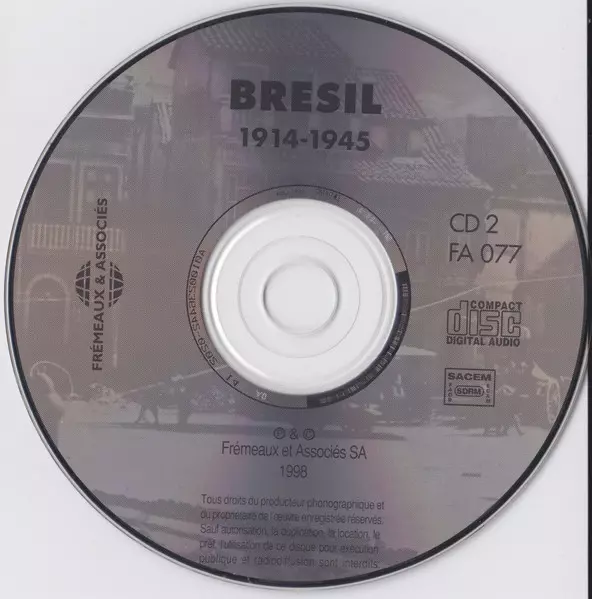 BRESIL
1914-1945
CD 2
FA 077
FRÉMEAUX & ASSOCIÉS
COMPACT
disc
DIGITAL AUDIO
SACEM
SDRM
℗ & ©
Frémeaux et Associés SA
1998
Tous droits du producteur phonographique et
du propriétaire de l'œuvre enregistrée réservés.
Sauf autorisation, la duplication, la location, le
prêt, l'utilisation de ce disque pour exécution
publique et radiodiffusion sont interdits.